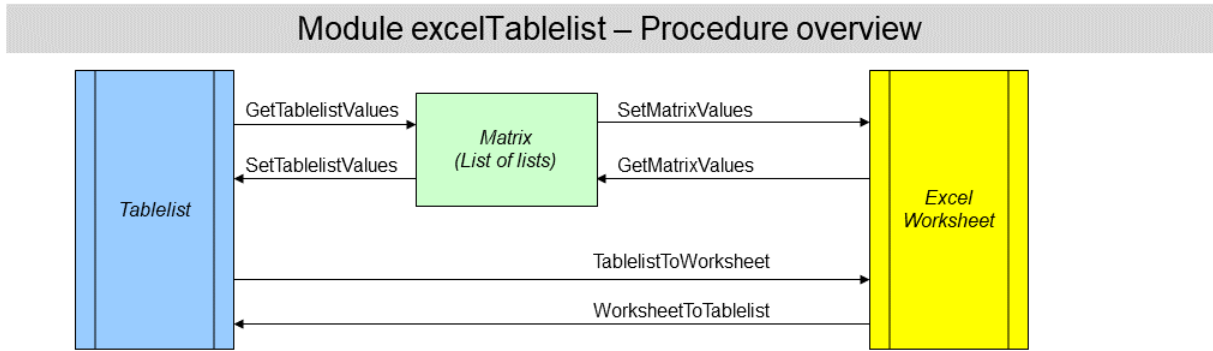 Module excelTablelist – Procedure overview
GetTablelistValues
SetMatrixValues
Matrix
(List of lists)
SetTablelistValues
GetMatrixValues
Tablelist
Excel
Worksheet
TablelistToWorksheet
WorksheetToTablelist